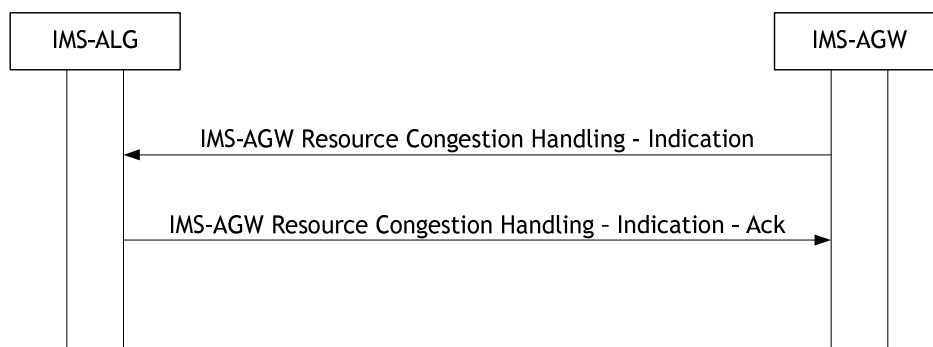 IMS-ALG
IMS-AGW
IMS-AGW Resource Congestion Handling - Indication
IMS-AGW Resource Congestion Handling – Indication – Ack